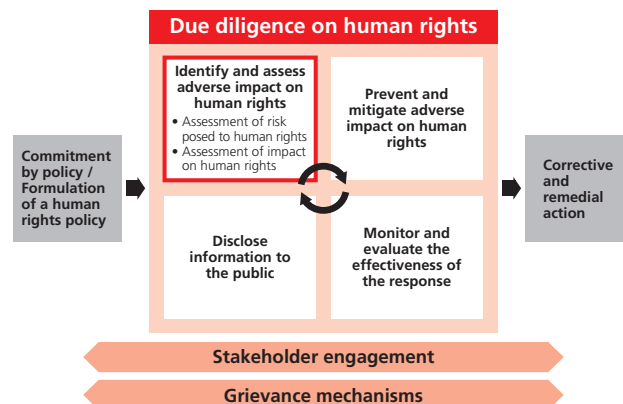 Due diligence on human rights
Commitment
by policy /
Formulation
of a human
rights policy
Identify and assess
adverse impact on
human rights
• Assessment of risk
posed to human rights
• Assessment of impact
on human rights
Prevent and
mitigate adverse
impact on human
rights
Disclose
information to
the public
Monitor and
evaluate the
effectiveness of
the response
Corrective
and
remedial
action
Stakeholder engagement
Grievance mechanisms